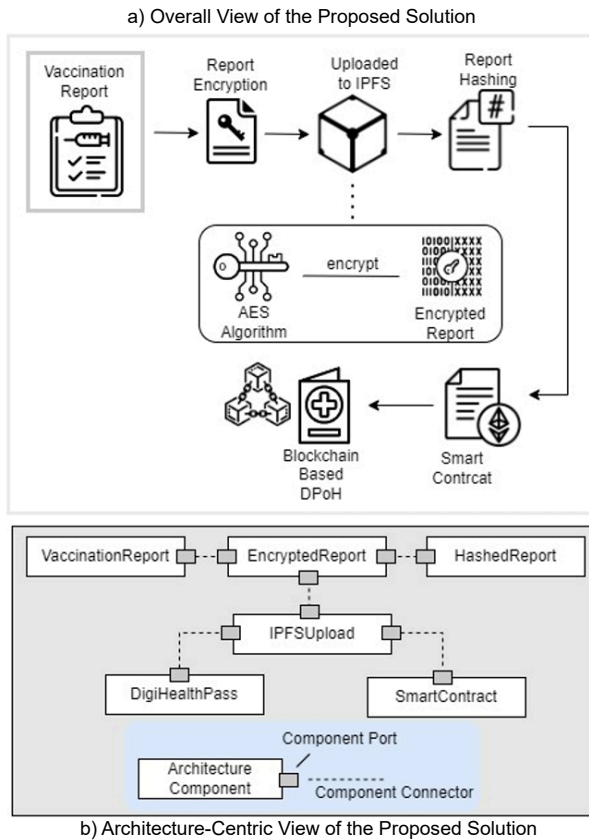 a) Overall View of the Proposed Solution
Vaccination
Report
Report
Encryption
Uploaded
to IPFS
Report
Hashing
#
AES
Algorithm
encrypt
10100XXXX
Encrypted
Report
Blockchain
Based
DPoH
Smart
Contrcat
VaccinationReport
EncryptedReport
HashedReport
IPFSUpload
DigiHealthPass
SmartContract
Component Port
Architecture
Component
Component Connector
b) Architecture-Centric View of the Proposed Solution